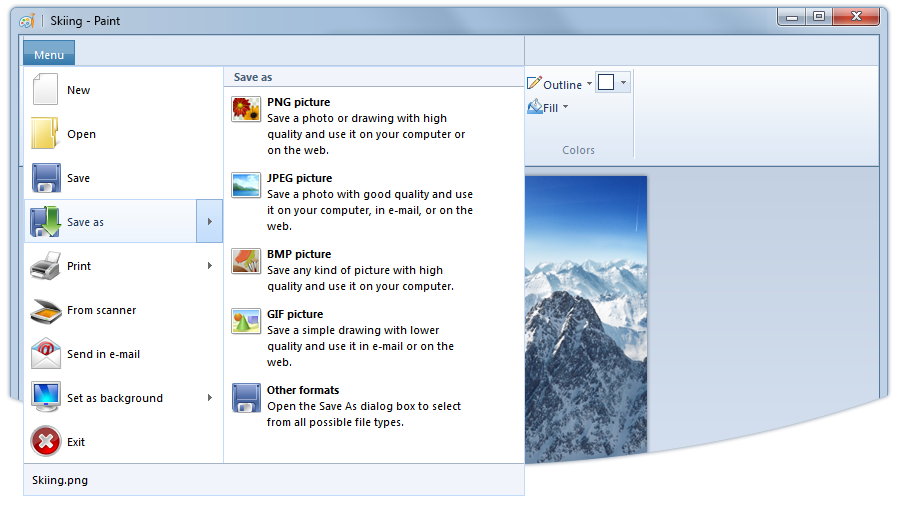 Skiing - Paint
Menu
New
Open
Save
Save as
Print
From scanner
Send in e-mail
Set as background
Exit
Save as
PNG picture
Save a photo or drawing with high
quality and use it on your computer or
on the web.
JPEG picture
Save a photo with good quality and use
it on your computer, in e-mail, or on the
web.
BMP picture
Save any kind of picture with high
quality and use it on your computer.
GIF picture
Save a simple drawing with lower
quality and use it in e-mail or on the
web.
Other formats
Open the Save As dialog box to select
from all possible file types.
Outline
Fill
Colors
Skiing.png